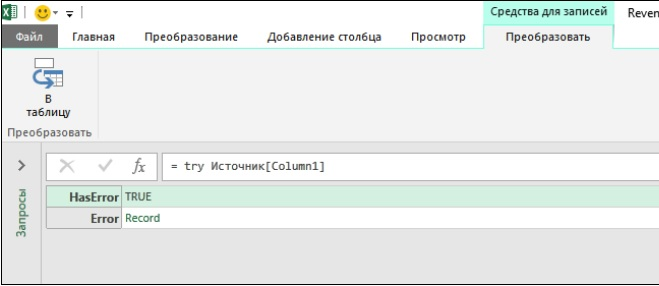 Средства для записей
Reven
Файл Главная Преобразование Добавление столбца Просмотр Преобразовать
В
таблицу
Преобразовать
fx = try Источник[Column1]
HasError TRUE
Error Record
Запросы